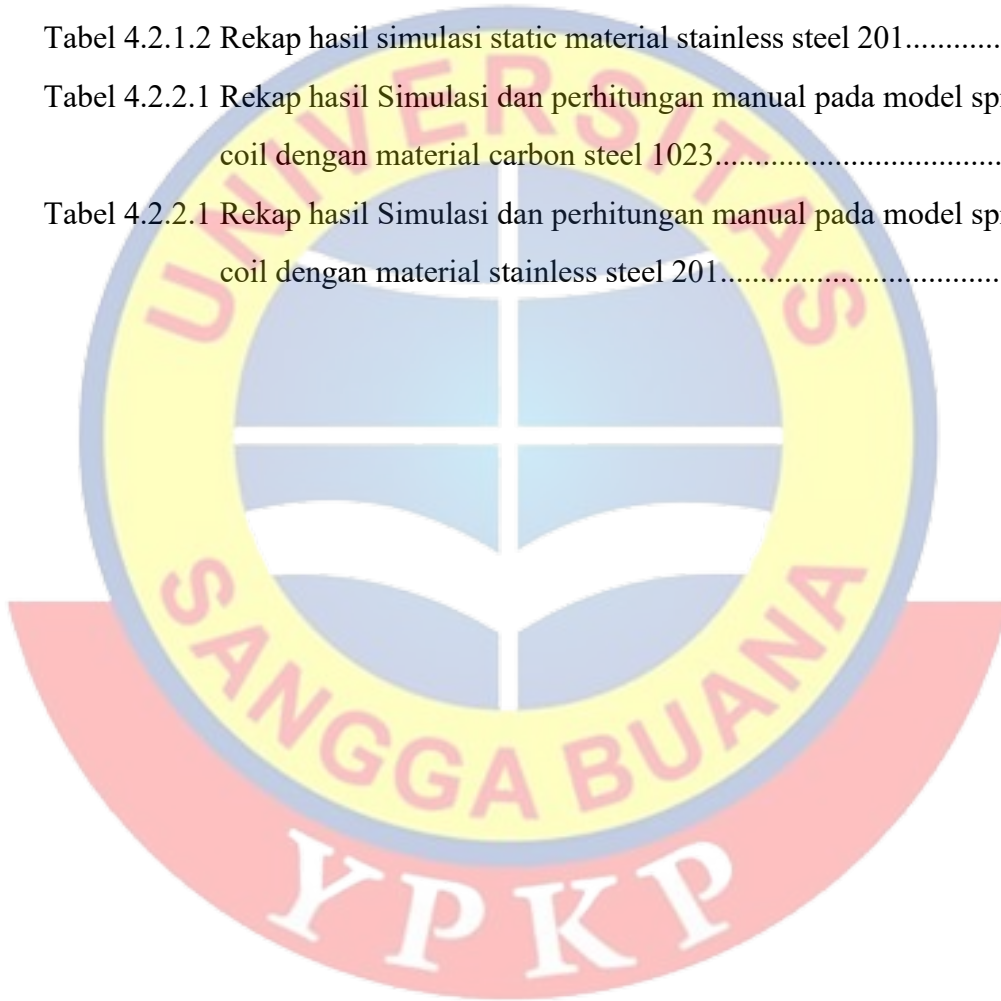 Tabel 4.2.1.2 Rekap hasil simulasi static material stainless steel 201.............
Tabel 4.2.2.1 Rekap hasil Simulasi dan perhitungan manual pada model
coil dengan material carbon steel 1023....................................
Tabel 4.2.2.1 Rekap hasil Simulasi dan perhitungan manual pada model
coil dengan material stainless steel 201...................................
UNIVERSITAS
SANGGA BUANA
YPKP